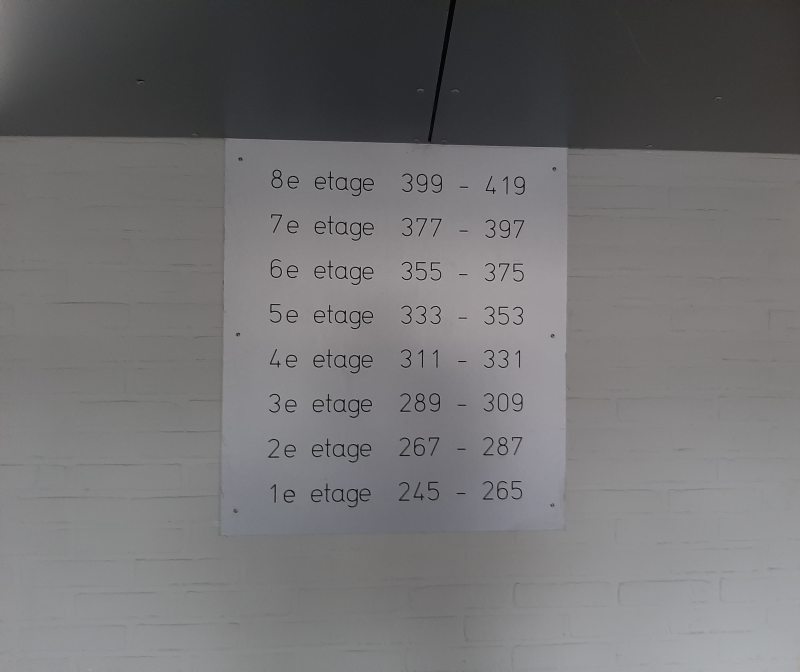 8e etage 399 - 419
7e etage 377 - 397
6e etage 355 - 375
5e etage 333 - 353
4e etage 311 - 331
3e etage 289 - 309
2e etage 267 - 287
1e etage 245 - 265